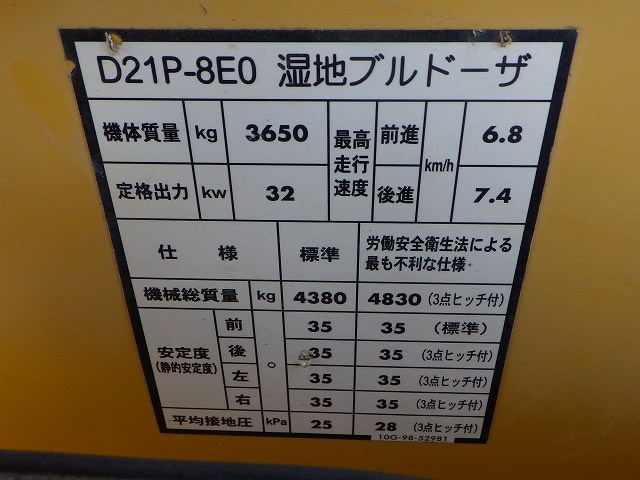 D21P-8E0 湿地ブルドーザ
機体質量 kg 3650 最高走行速度 前進 km/h 6.8
定格出力 kw 32 後進 7.4
仕様 標準 労働安全衛生法による最も不利な仕様
機械総質量 kg 4380 4830 (3点ヒッチ付)
安定度 (静的安定度) 前 ° 35 35 (標準)
後 35 35 (3点ヒッチ付)
左 35 35 (3点ヒッチ付)
右 35 35 (3点ヒッチ付)
平均接地圧 kPa 25 28 (3点ヒッチ付)
10G-98-52981